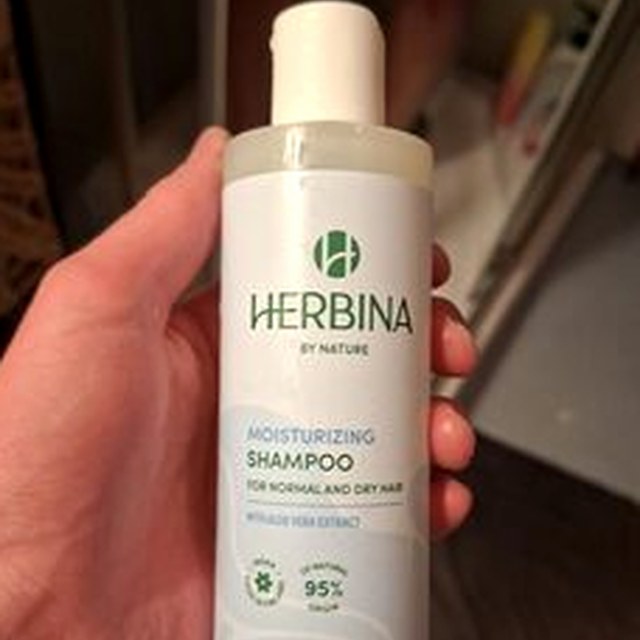 HERBINA
BY NATURE
MOISTURIZING
SHAMPOO
FOR NORMAL AND DRY HAIR
WITH ALOE VERA EXTRACT
95%